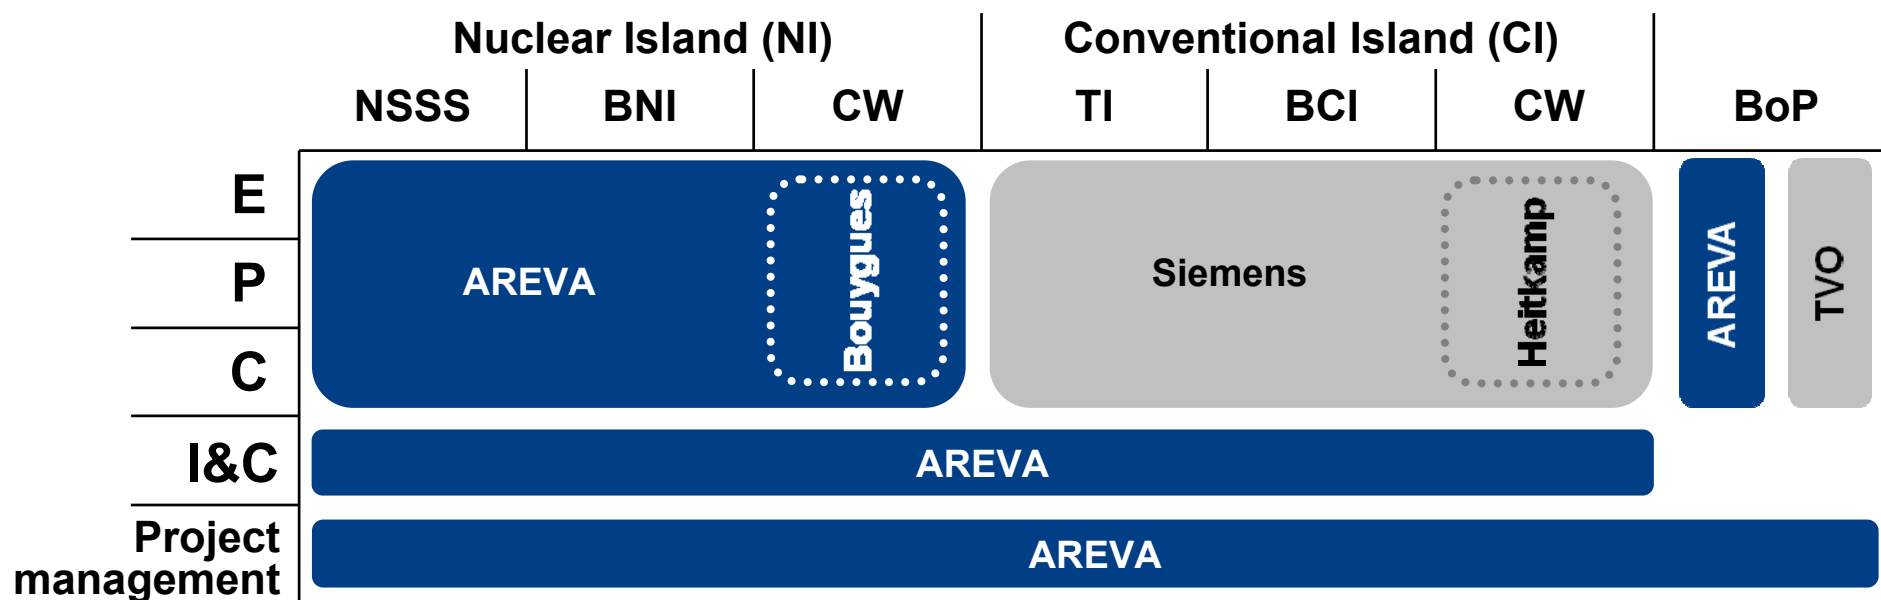 Nuclear Island (NI) Conventional Island (CI)
NSSS BNI CW TI BCI CW BoP
E
P
C
AREVA
Bouygues
Siemens
Heitkamp
AREVA
TVO
I&C
AREVA
Project
management
AREVA